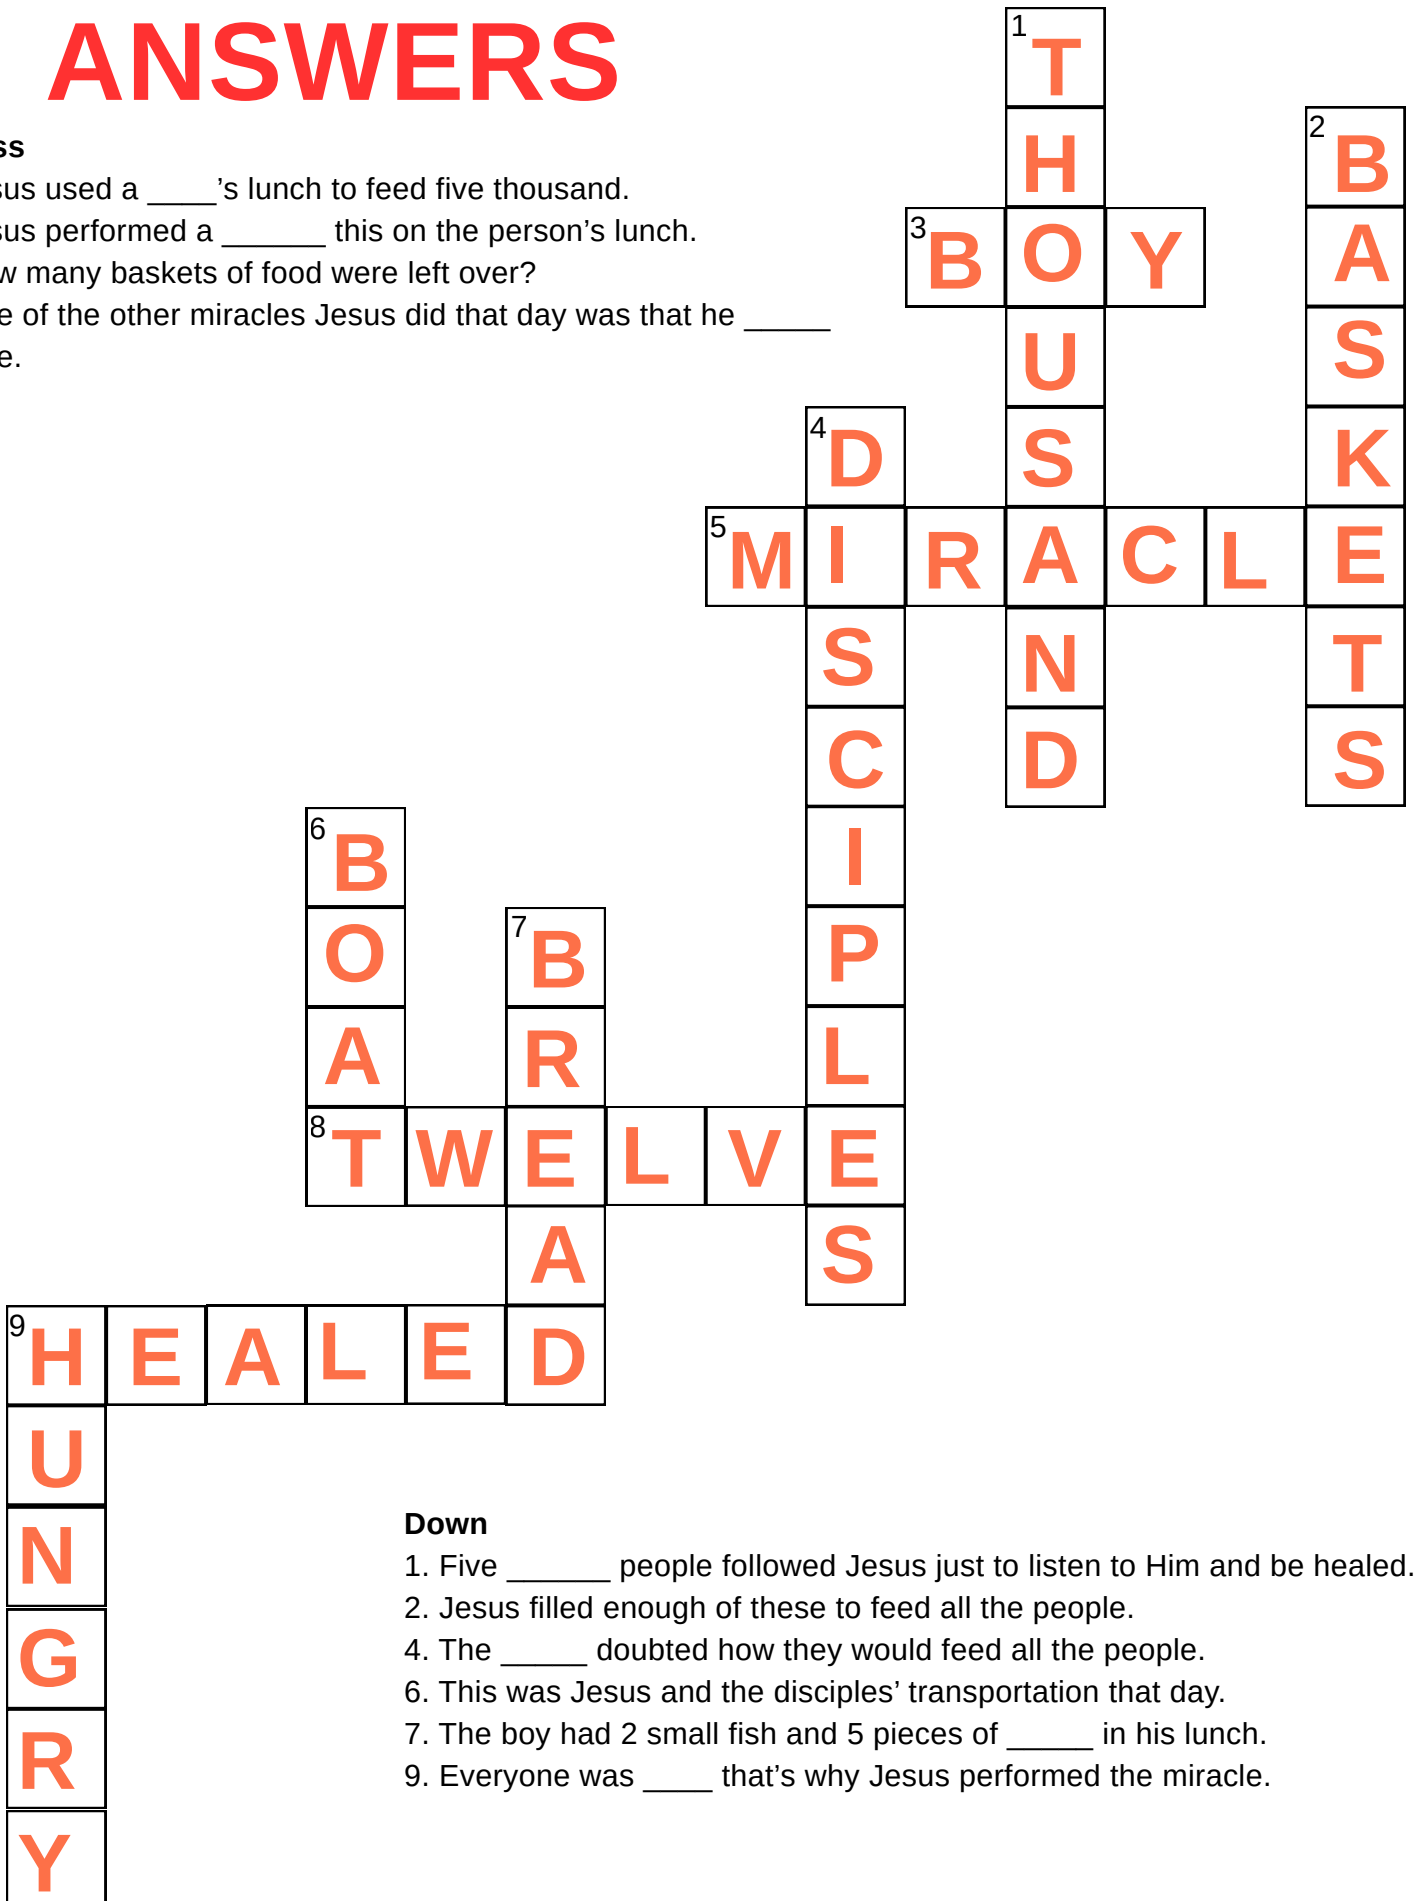 ANSWERS
ss
sus used a ____’s lunch to feed five thousand.
sus performed a ______ this on the person’s lunch.
w many baskets of food were left over?
e of the other miracles Jesus did that day was that he _____
e.
1 T
H
2 B
3 B O Y
A
U
S
4 D
S
K
5 M I R A C L E
S
N
T
C
D
S
6 B
I
O
7 B
P
A
R
L
8 T W E L V E
A
S
9 H E A L E D
U
N
G
R
Y
Down
1. Five ______ people followed Jesus just to listen to Him and be healed.
2. Jesus filled enough of these to feed all the people.
4. The _____ doubted how they would feed all the people.
6. This was Jesus and the disciples’ transportation that day.
7. The boy had 2 small fish and 5 pieces of _____ in his lunch.
9. Everyone was ____ that’s why Jesus performed the miracle.